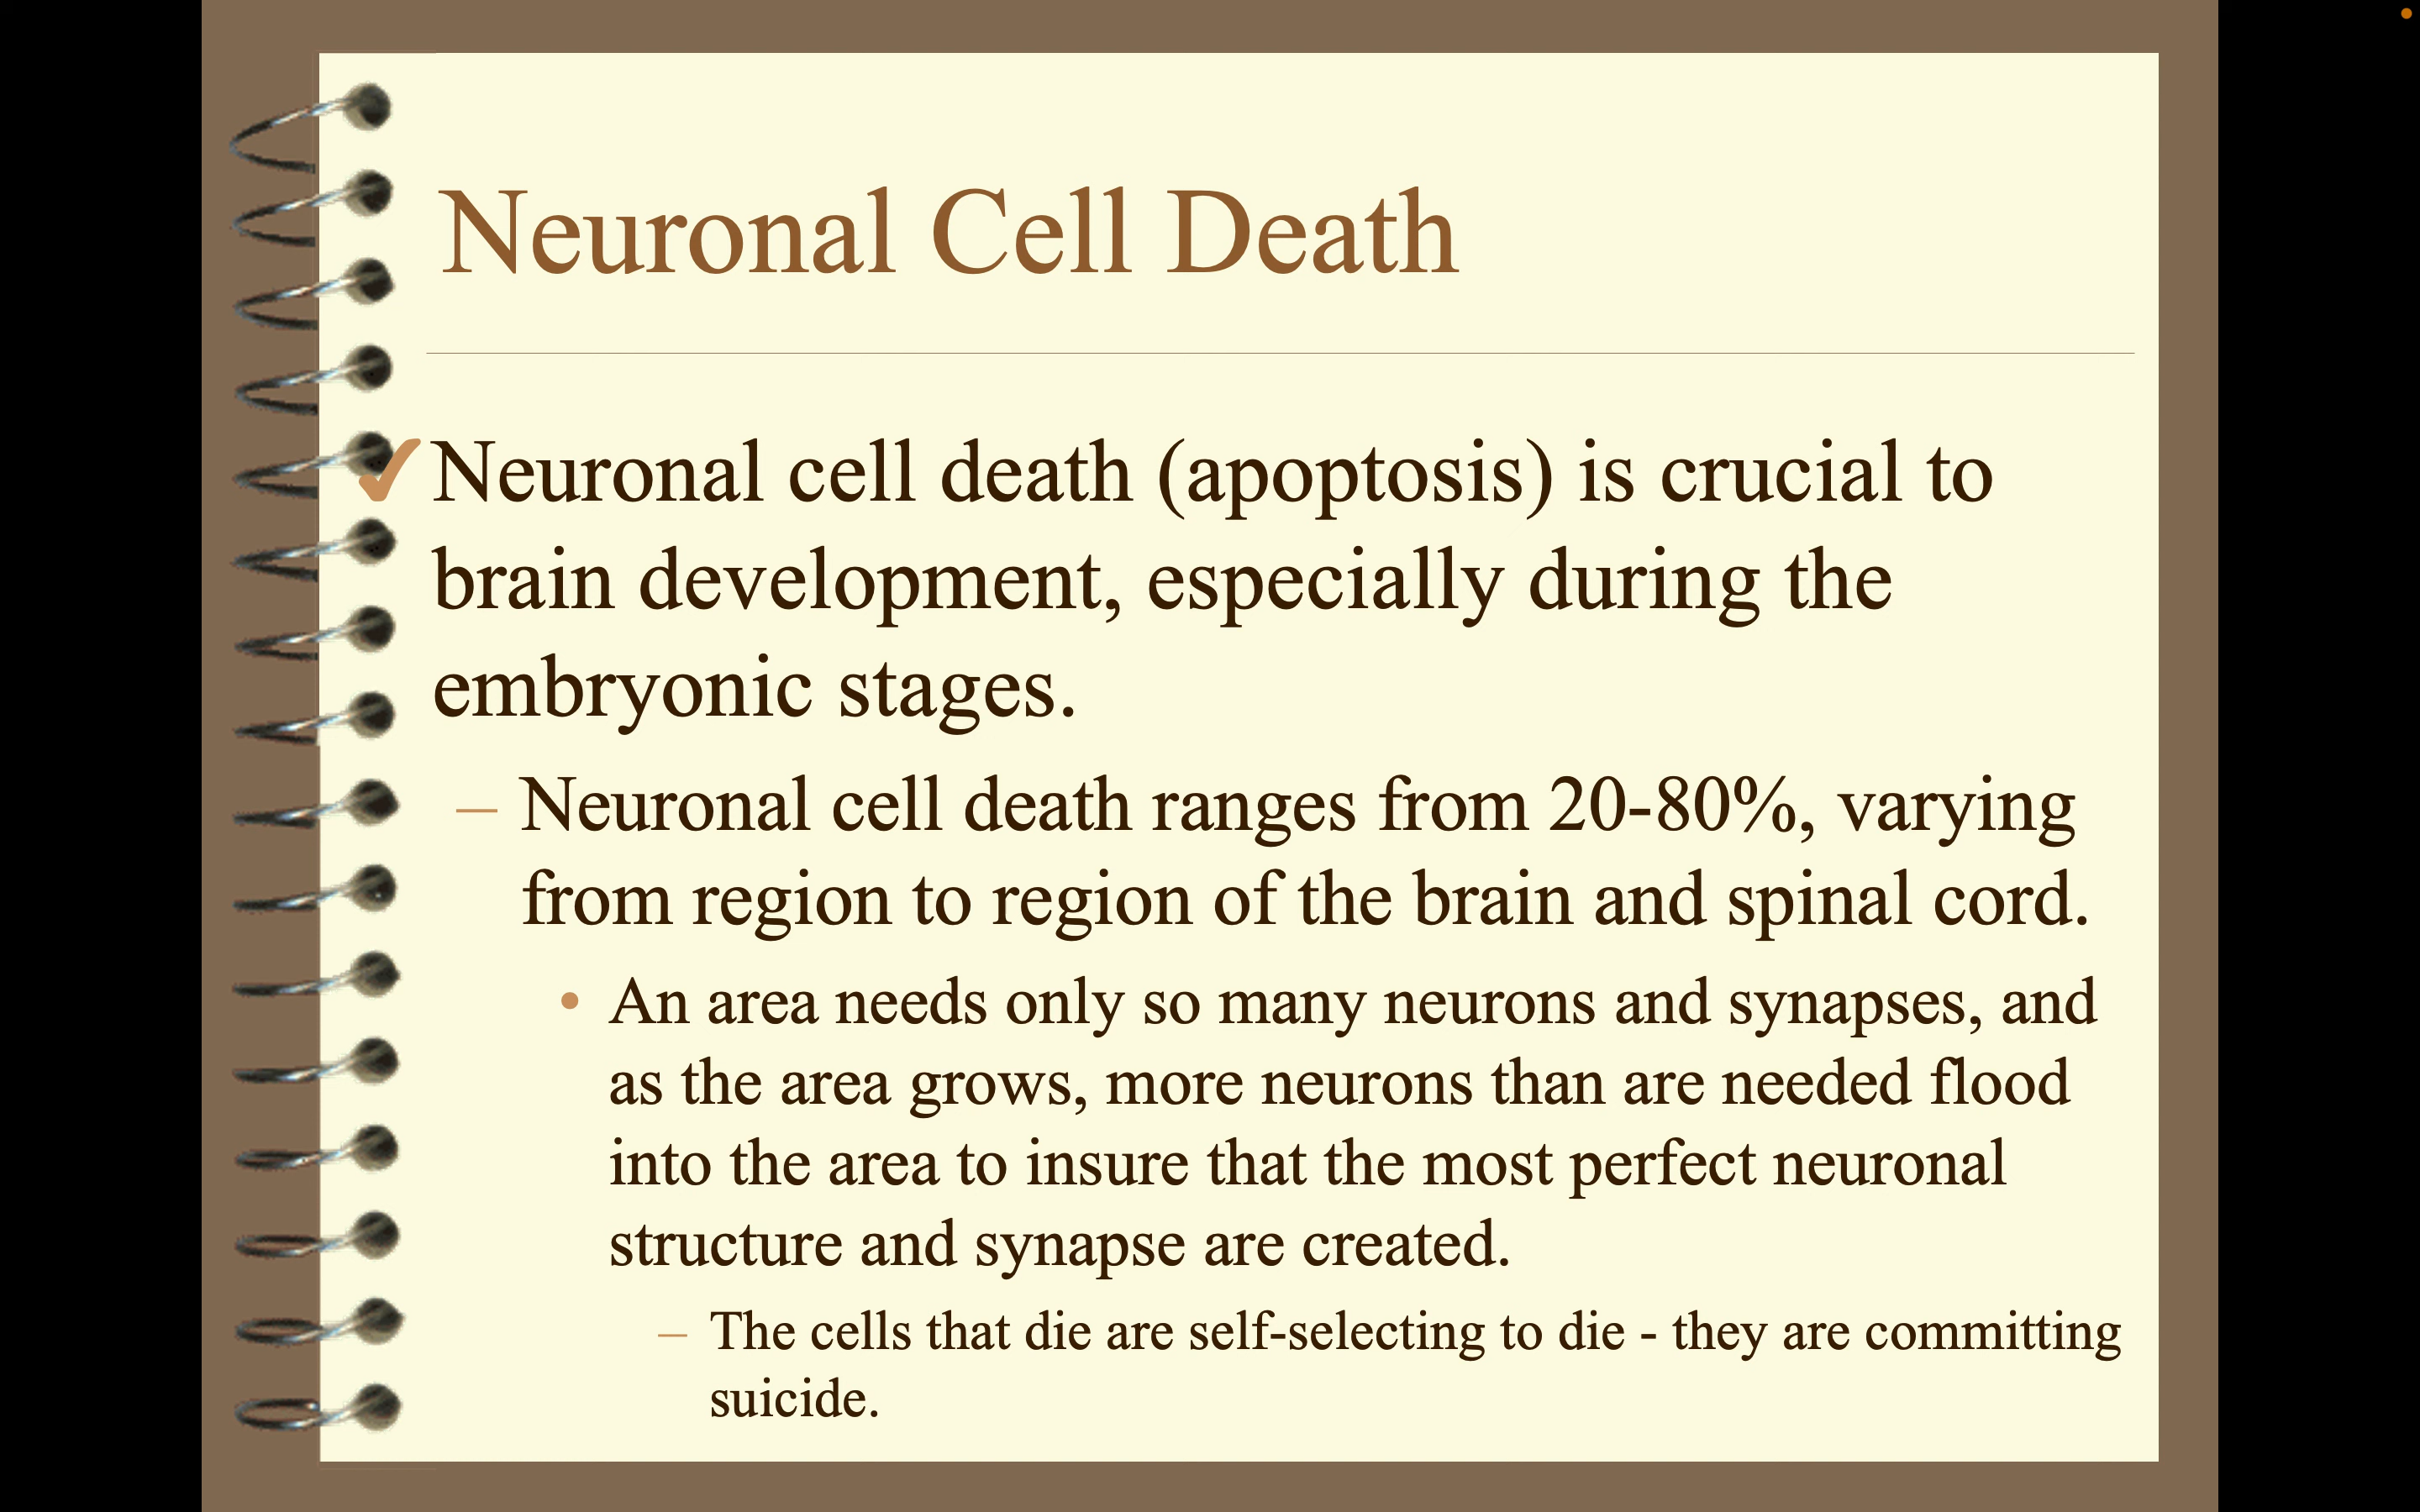 Neuronal Cell Death
✓Neuronal cell death (apoptosis) is crucial to
brain development, especially during the
embryonic stages.
– Neuronal cell death ranges from 20-80%, varying
from region to region of the brain and spinal cord.
• An area needs only so many neurons and synapses, and
as the area grows, more neurons than are needed flood
into the area to insure that the most perfect neuronal
structure and synapse are created.
– The cells that die are self-selecting to die - they are committing
suicide.